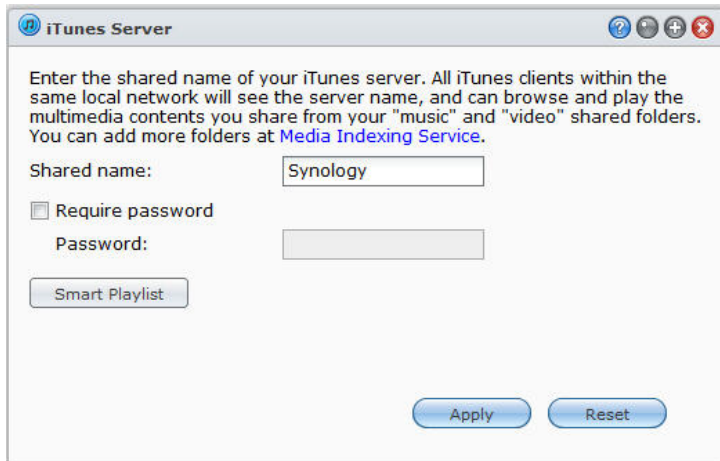 iTunes Server
Enter the shared name of your iTunes server. All iTunes clients within the
same local network will see the server name, and can browse and play the
multimedia contents you share from your "music" and "video" shared folders.
You can add more folders at Media Indexing Service.
Shared name: Synology
Require password
Password:
Smart Playlist
Apply Reset